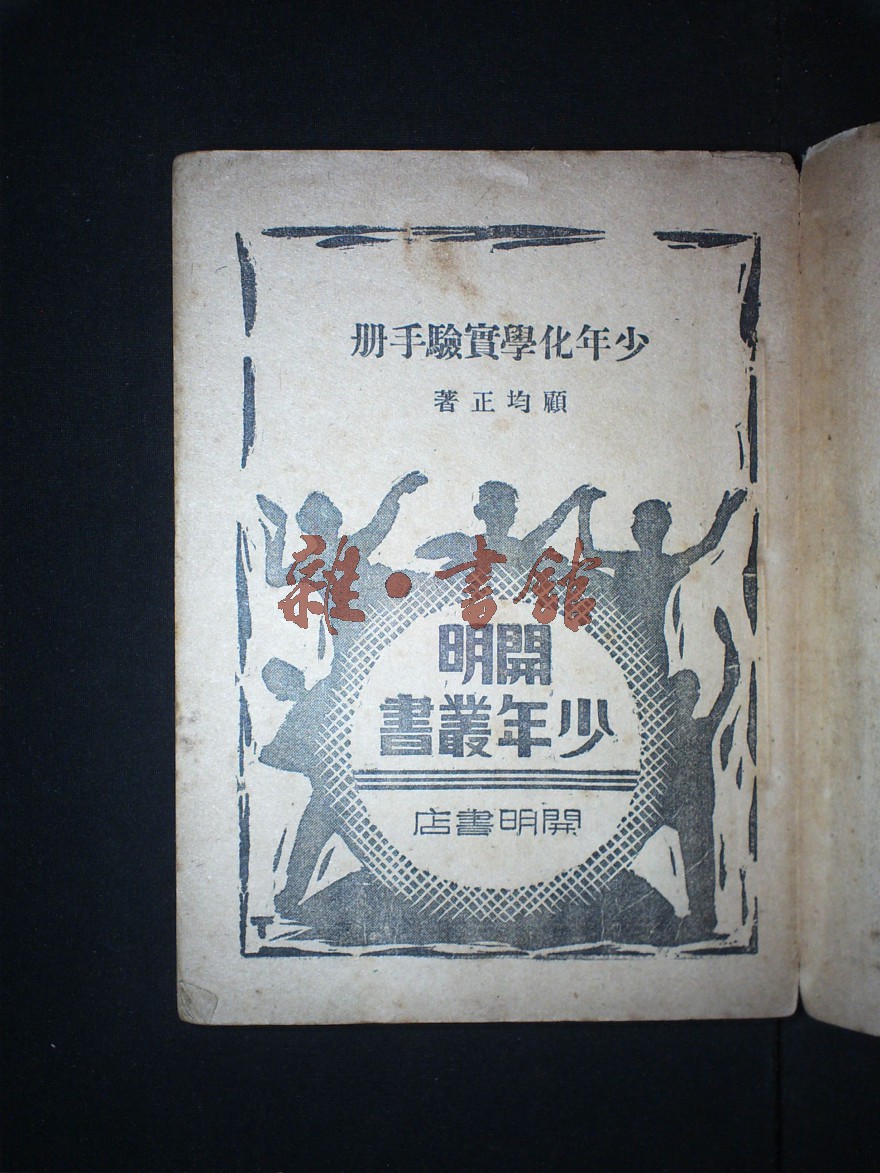 少年化學實驗手册
顧均正著
雜·書館
開明
少年叢書
開明書店